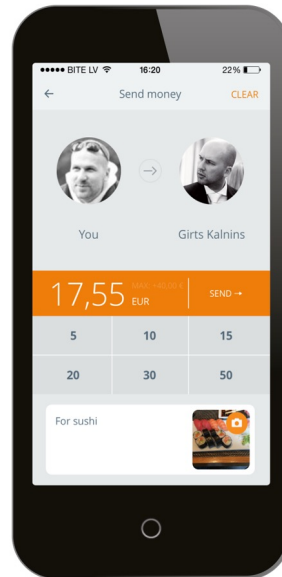 BITE LV 16:20 22%
Send money CLEAR
You Girts Kalnins
17,55 EUR SEND
5 10 15
20 30 50
For sushi